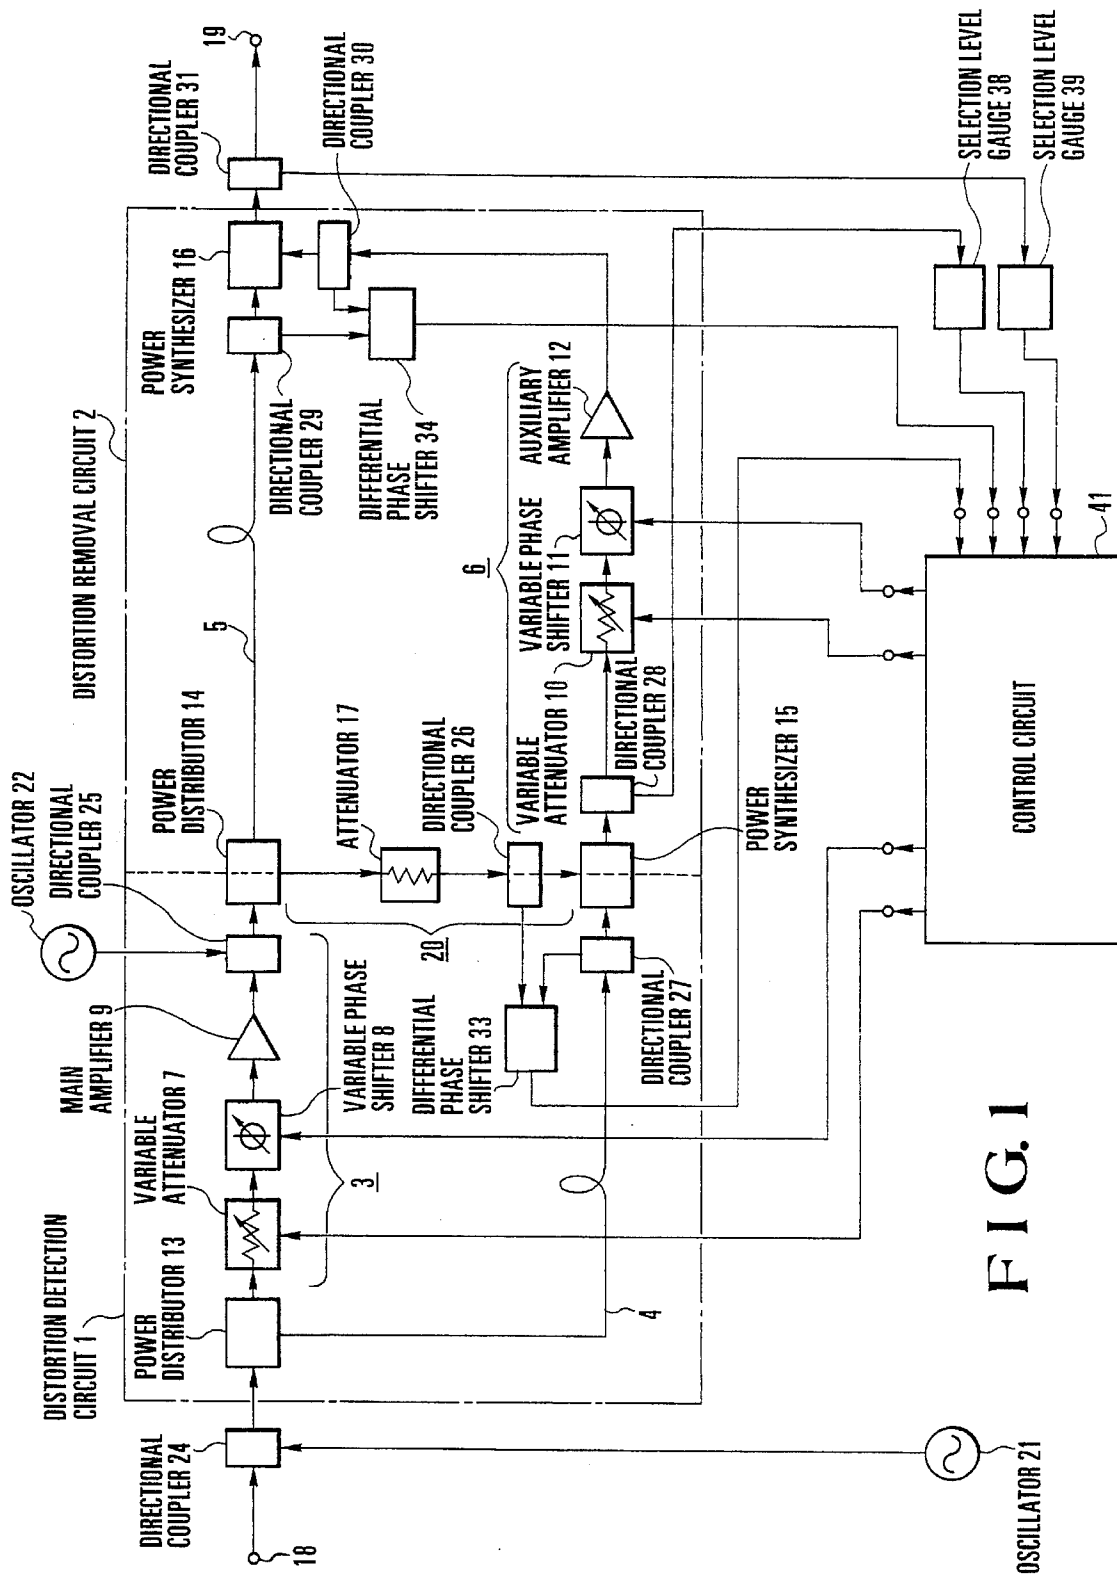 DISTORTION DETECTION
CIRCUIT 1
DISTORTION REMOVAL CIRCUIT 2
OSCILLATOR 22
DIRECTIONAL
COUPLER 25
MAIN
AMPLIFIER 9
VARIABLE
ATTENUATOR 7
POWER
DISTRIBUTOR 13
DIRECTIONAL
COUPLER 24
18
POWER
DISTRIBUTOR 14
5
POWER
SYNTHESIZER 16
DIRECTIONAL
COUPLER 31
19
DIRECTIONAL
COUPLER 29
DIRECTIONAL
COUPLER 30
DIFFERENTIAL
PHASE
SHIFTER 34
3
VARIABLE PHASE
SHIFTER 8
20
ATTENUATOR 17
DIRECTIONAL
COUPLER 26
6
VARIABLE
ATTENUATOR 10
VARIABLE PHASE
SHIFTER 11
AUXILIARY
AMPLIFIER 12
DIFFERENTIAL
PHASE
SHIFTER 33
4
DIRECTIONAL
COUPLER 27
DIRECTIONAL
COUPLER 28
POWER
SYNTHESIZER 15
SELECTION LEVEL
GAUGE 38
SELECTION LEVEL
GAUGE 39
41
CONTROL CIRCUIT
OSCILLATOR 21
FIG.1